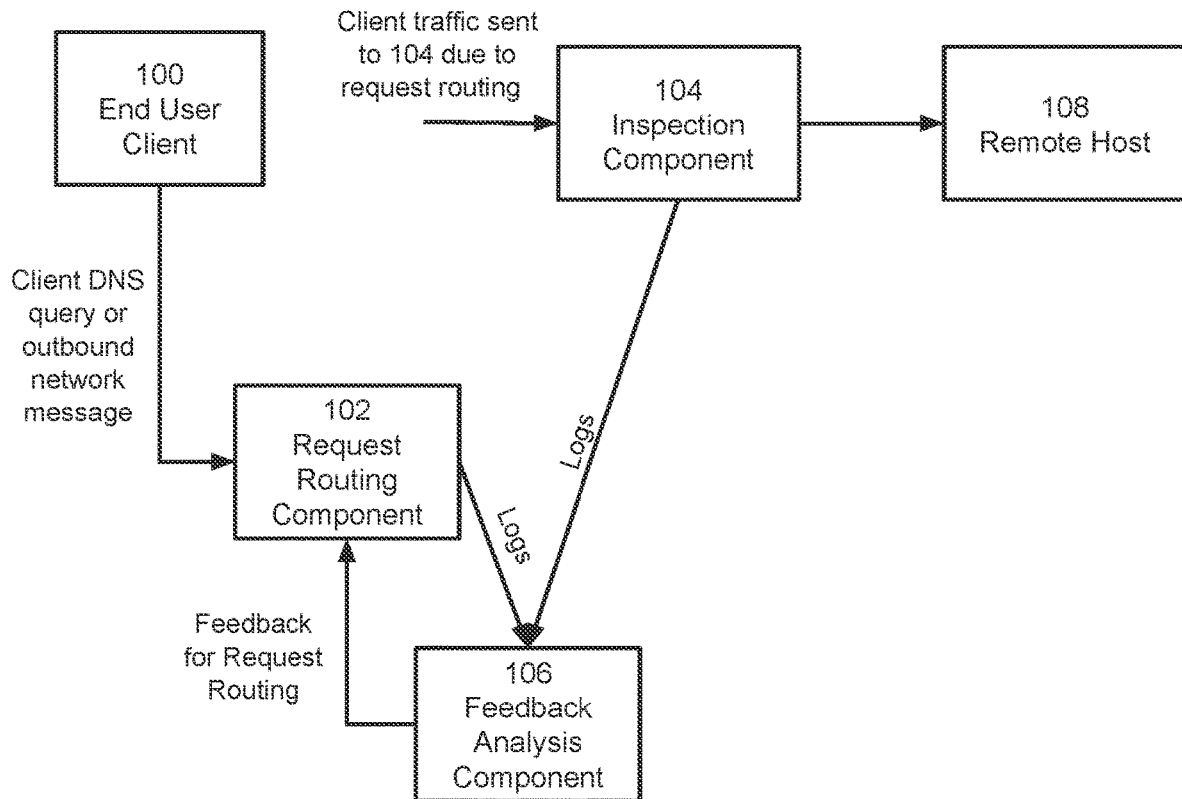 100
End User
Client
Client traffic sent
to 104 due to
request routing
104
Inspection
Component
108
Remote Host
Client DNS
query or
outbound
network
message
102
Request
Routing
Component
Logs
Logs
Feedback
for Request
Routing
106
Feedback
Analysis
Component